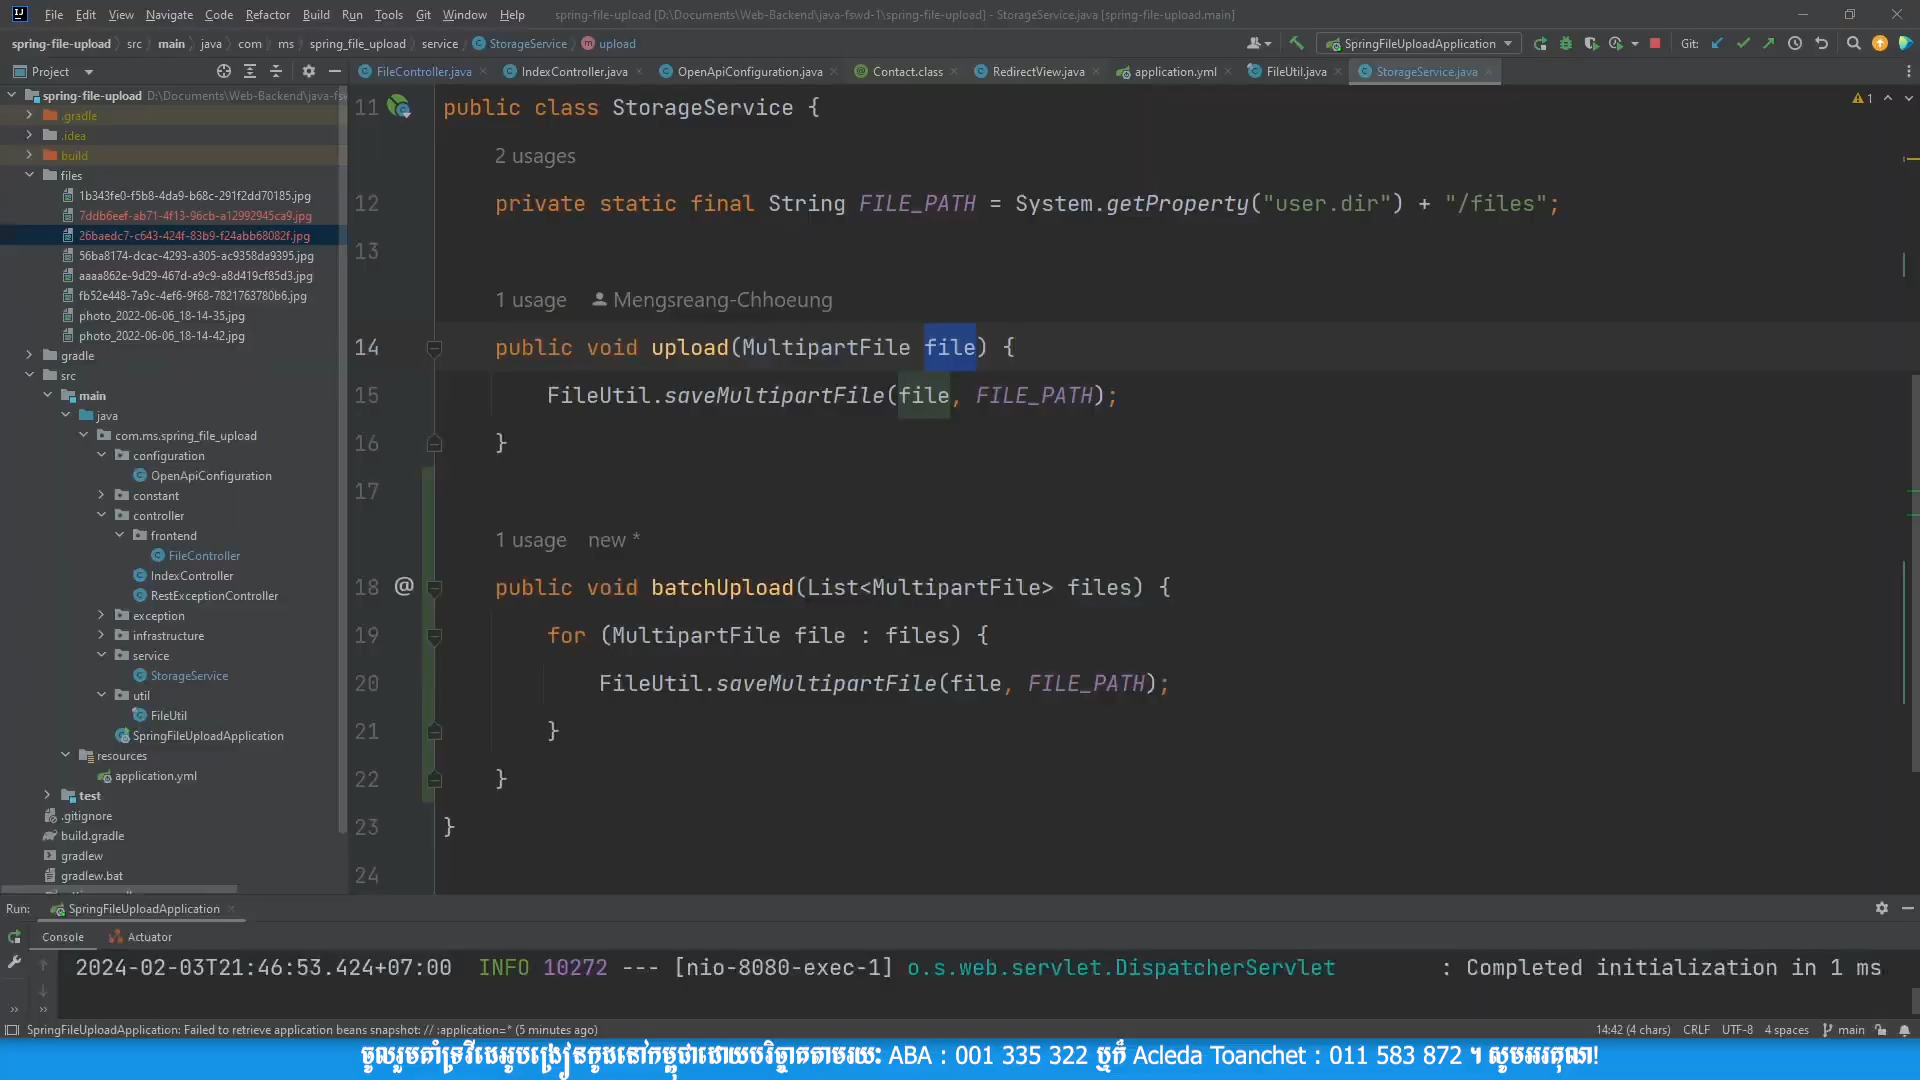 File Edit View Navigate Code Refactor Build Run Tools Git Window Help spring-file-upload [D:\Documents\Web-Backend\java-fswd-1\spring-file-upload] - StorageService.java [spring-file-upload.main]
spring-file-upload src main java com ms spring_file_upload service StorageService upload SpringFileUploadApplication Git:
Project FileController.java IndexController.java OpenApiConfiguration.java Contact.class RedirectView.java application.yml FileUtil.java StorageService.java
spring-file-upload D:\Documents\Web-Backend\java-fsw
.gradle
.idea
build
files
1b343fe0-f5b8-4da9-b68c-291f2dd70185.jpg
7ddb6eef-ab71-4f13-96cb-a12992945ca9.jpg
26baedc7-c643-424f-83b9-f24abb68082f.jpg
56ba8174-dcac-4293-a305-ac9358da9395.jpg
aaaa862e-9d29-467d-a9c9-a8d419cf85d3.jpg
fb52e448-7a9c-4ef6-9f68-7821763780b6.jpg
photo_2022-06-06_18-14-35.jpg
photo_2022-06-06_18-14-42.jpg
gradle
src
main
java
com.ms.spring_file_upload
configuration
OpenApiConfiguration
constant
controller
frontend
FileController
IndexController
RestExceptionController
exception
infrastructure
service
StorageService
util
FileUtil
SpringFileUploadApplication
resources
application.yml
test
.gitignore
build.gradle
gradlew
gradlew.bat
1
11 public class StorageService {
2 usages
12 private static final String FILE_PATH = System.getProperty("user.dir") + "/files";
13
1 usage Mengsreang-Chhoeung
14 public void upload(MultipartFile file) {
15 FileUtil.saveMultipartFile(file, FILE_PATH);
16 }
17
1 usage new *
18 @ public void batchUpload(List<MultipartFile> files) {
19 for (MultipartFile file : files) {
20 FileUtil.saveMultipartFile(file, FILE_PATH);
21 }
22 }
23 }
24
Run: SpringFileUploadApplication
Console Actuator
2024-02-03T21:46:53.424+07:00 INFO 10272 --- [nio-8080-exec-1] o.s.web.servlet.DispatcherServlet : Completed initialization in 1 ms
SpringFileUploadApplication: Failed to retrieve application beans snapshot: // :application=* (5 minutes ago) 14:42 (4 chars) CRLF UTF-8 4 spaces main
ចូលរួមគាំទ្រវីដេអូបង្រៀនកូដនៅកម្ពុជាដោយបរិច្ចាគតាមរយៈ ABA : 001 335 322 ឬក៏ Acleda Toanchet : 011 583 872 ។ សូមអរគុណ!